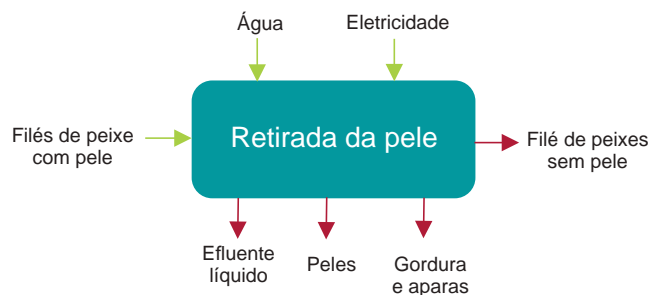 Água
Eletricidade
Filés de peixe
com pele
Retirada da pele
Filé de peixes
sem pele
Efluente
líquido
Peles
Gordura
e aparas